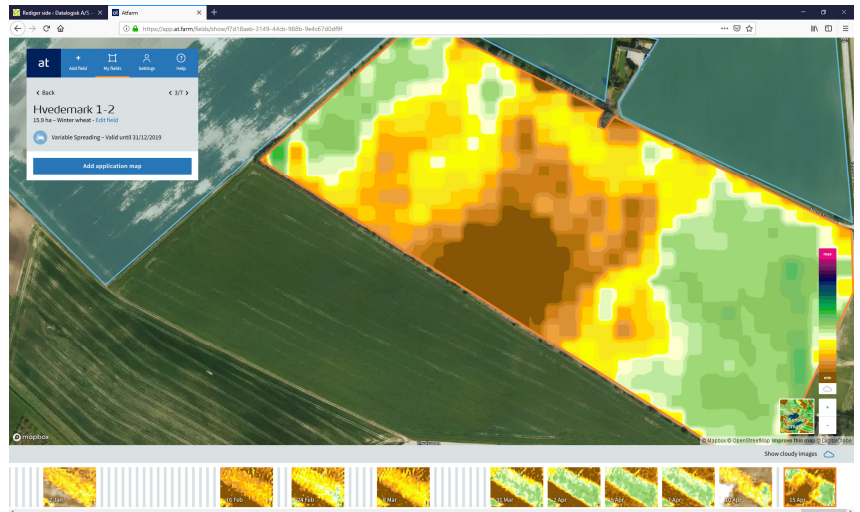 Rediger side ‹ Datalogisk A/S —
Atfarm
https://app.at.farm/fields/show/f7d18aeb-3149-44cb-988b-9e4c67d0df9f
at
Add field
My fields
Settings
Help
Back
3/7
Hvedemark 1-2
15.9 ha – Winter wheat - Edit field
Variable Spreading – Valid until 31/12/2019
Add application map
max
min
mapbox
© Mapbox © OpenStreetMap Improve this map © DigitalGlobe
Show cloudy images
2 Jan
16 Feb
24 Feb
8 Mar
31 Mar
2 Apr
5 Apr
7 Apr
10 Apr
15 Apr